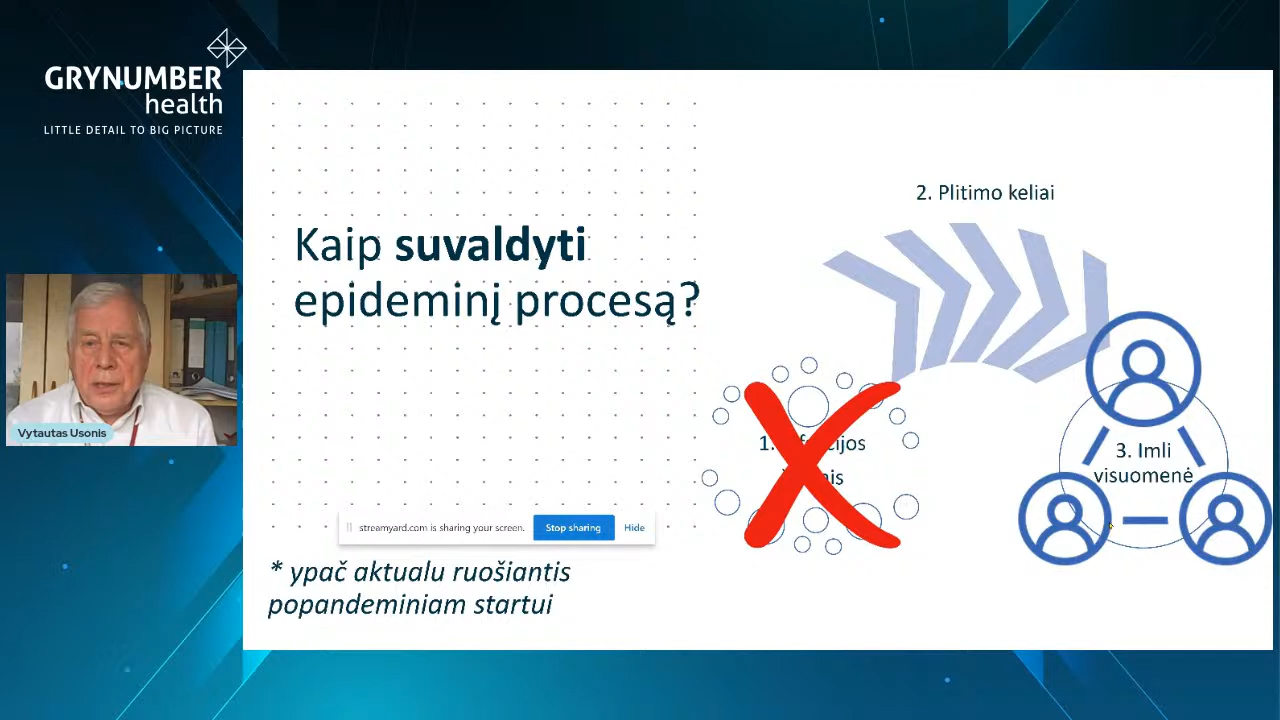 GRYNUMBER
health
LITTLE DETAIL TO BIG PICTURE
Kaip suvaldyti
epideminį procesą?
2. Plitimo keliai
1.
3. Imli
visuomenė
Vytautas Usonis
streamyard.com is sharing your screen.
Stop sharing
Hide
* ypač aktualu ruošiantis
popandeminiam startui